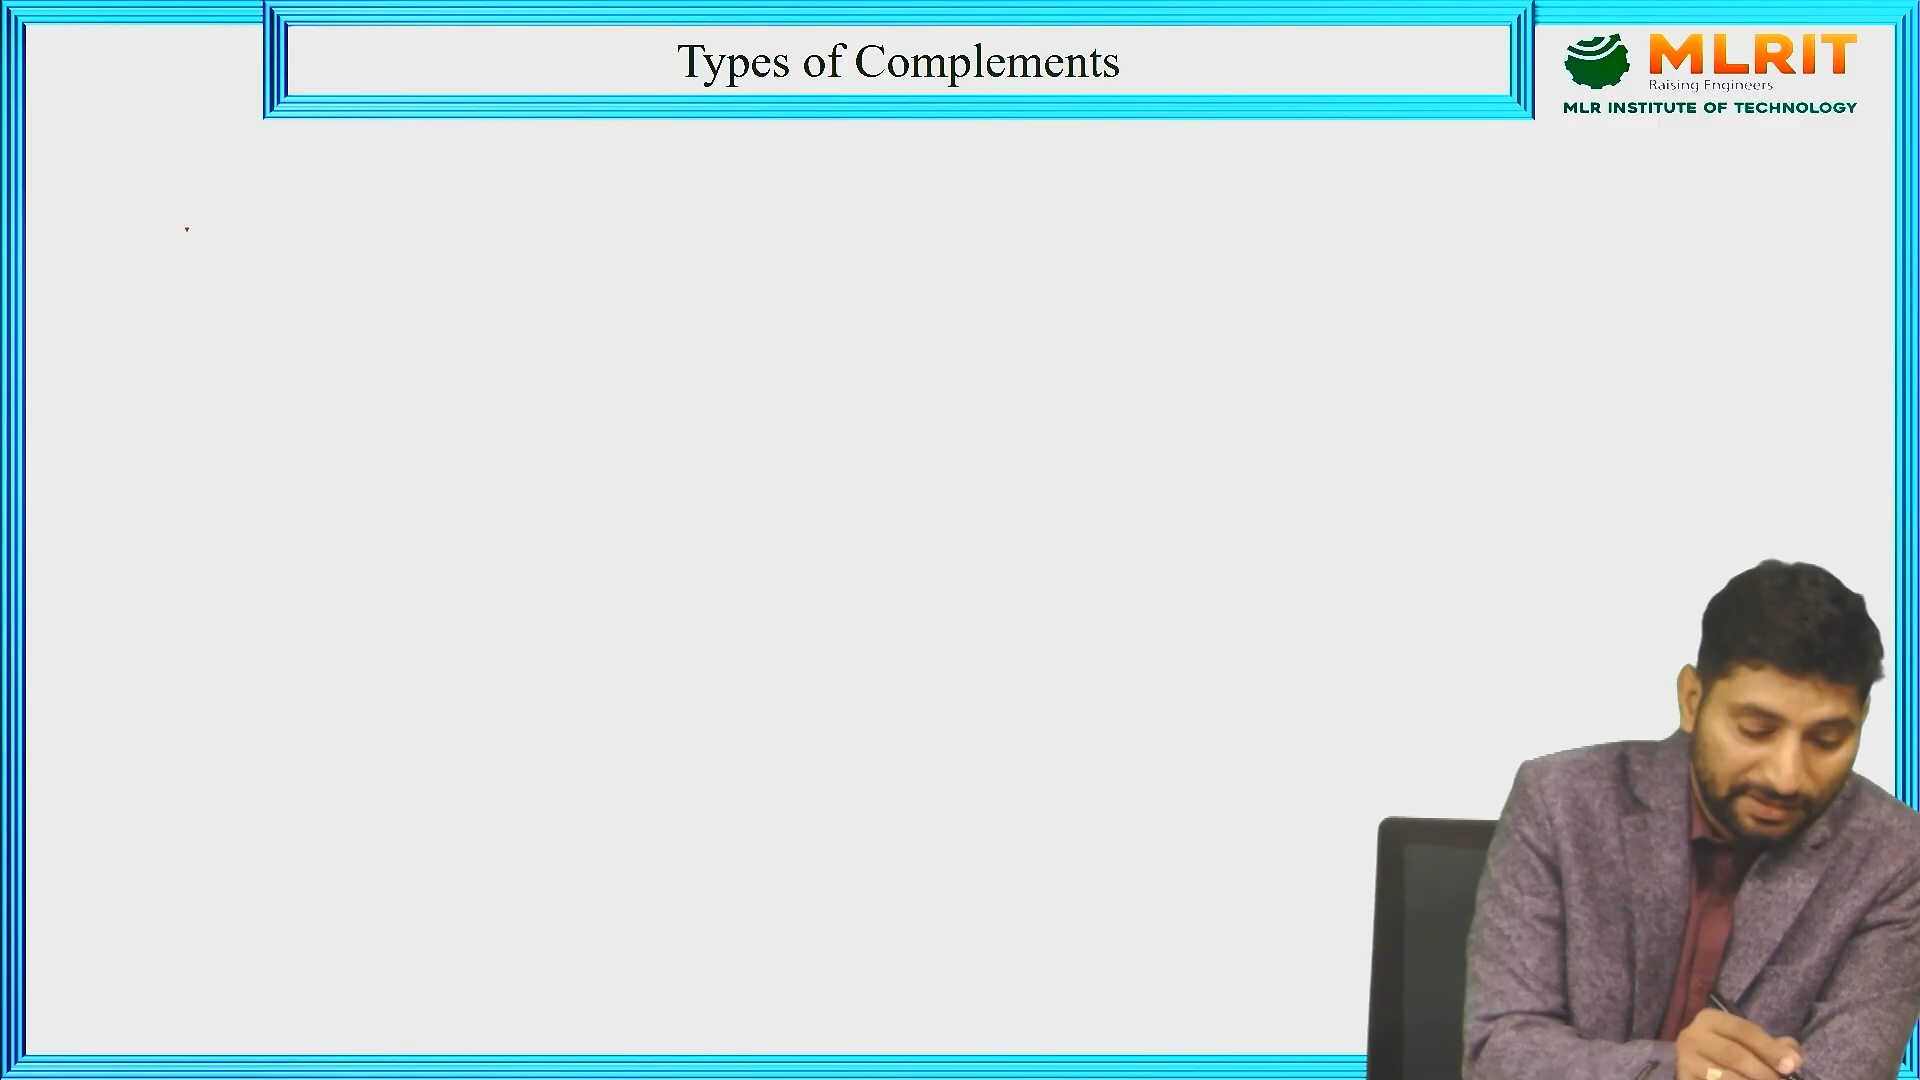 Types of Complements
MLRIT
Raising Engineers
MLR INSTITUTE OF TECHNOLOGY